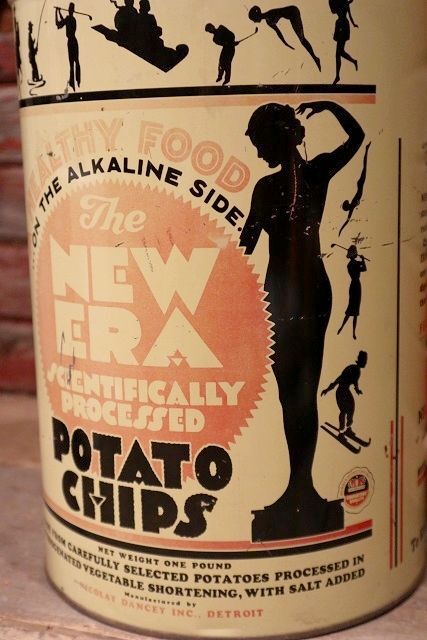 HEALTHY FOOD
ON THE ALKALINE SIDE.
The
NEW
ERA
SCIENTIFICALLY
PROCESSED
POTATO
CHIPS
NET WEIGHT ONE POUND
FROM CAREFULLY SELECTED POTATOES PROCESSED IN
VEGETABLE SHORTENING, WITH SALT ADDED
Manufactured by
NICOLAY DANCEY INC., DETROIT